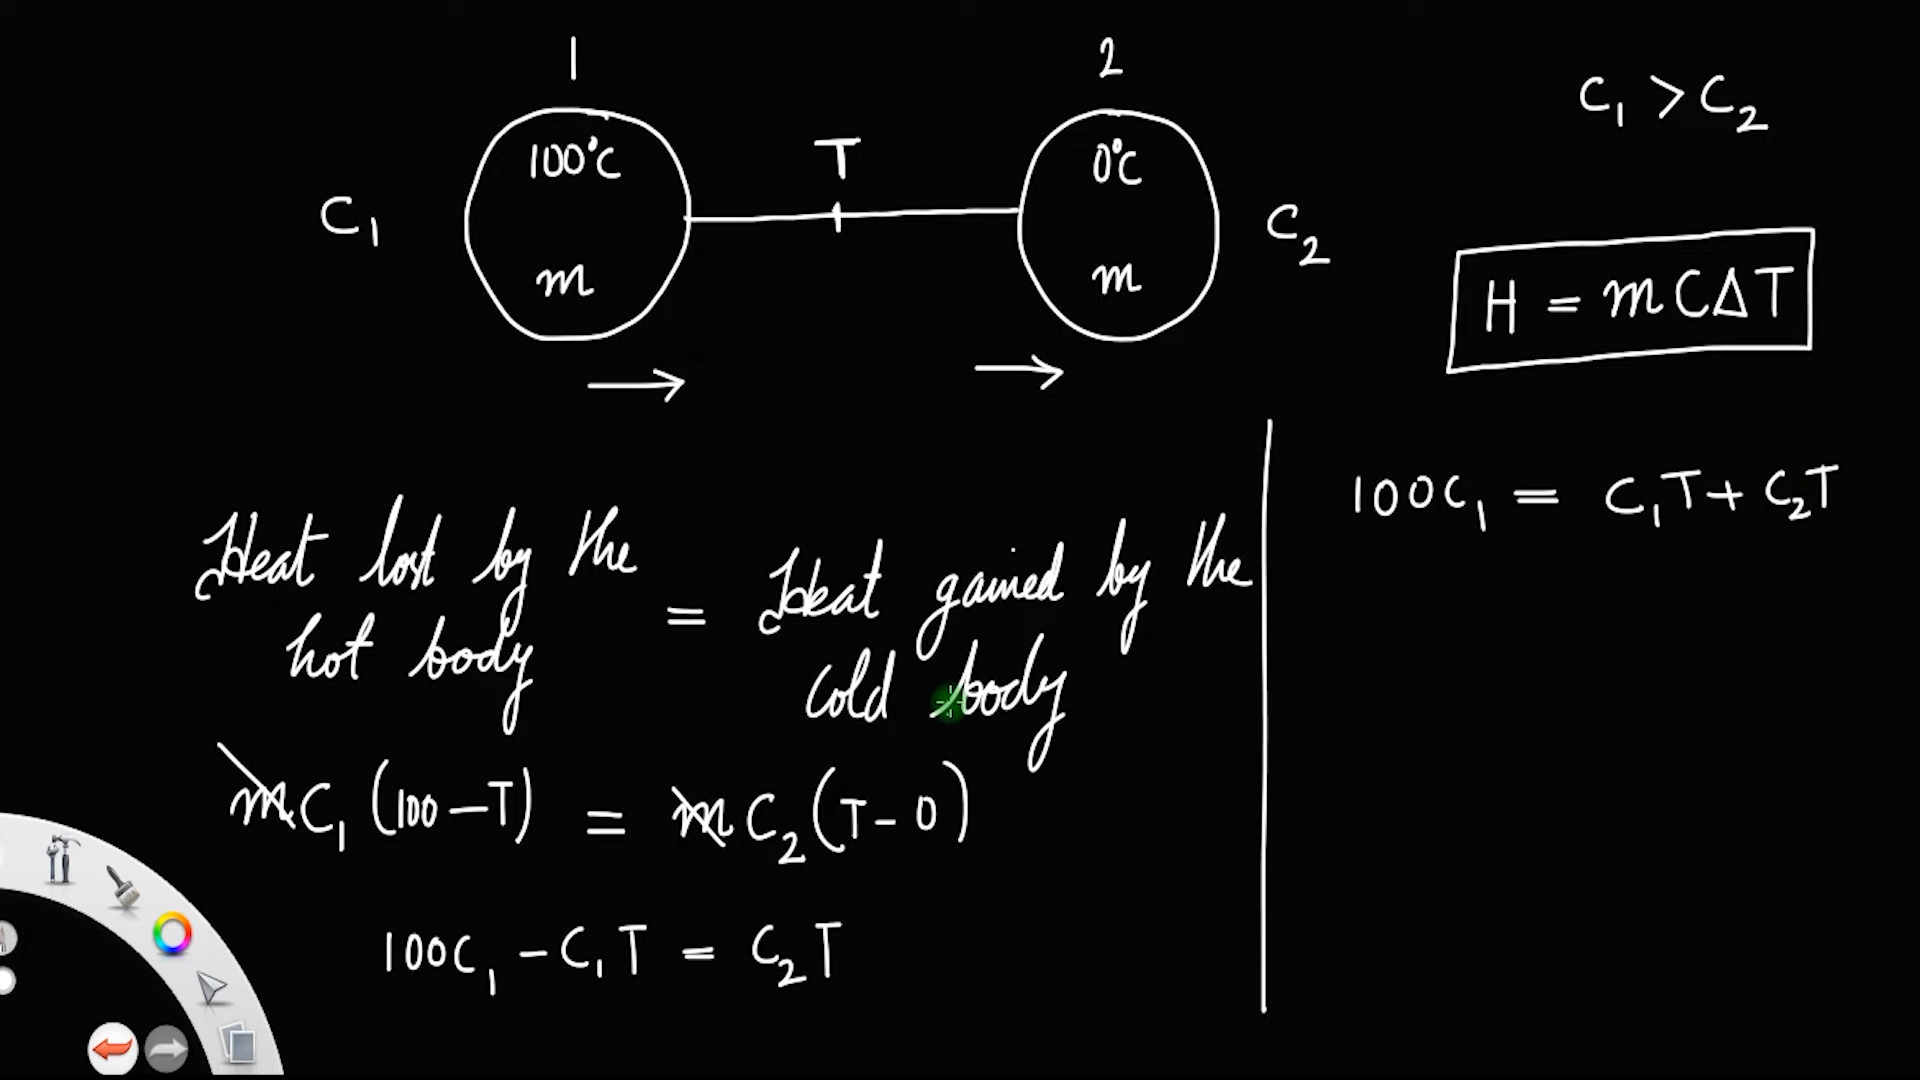 1
2
C₁ > C₂
100°C
T
0°C
C₁
C₂
m
m
H = mCΔT
Heat lost by the hot body = Heat gained by the cold body
mC₁(100-T) = mC₂(T-0)
100C₁ - C₁T = C₂T
100C₁ = C₁T + C₂T